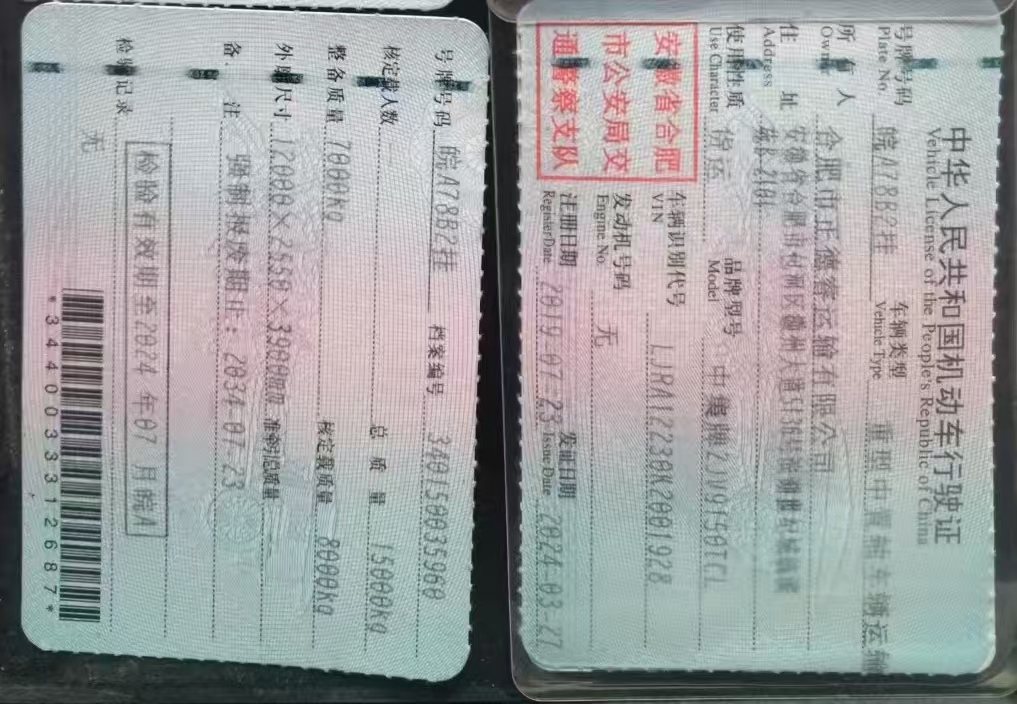 中华人民共和国机动车行驶证
Vehicle License of the People's Republic of China
号牌号码 皖A78B2挂 车辆类型 重型中置轴车辆运输
Plate No. Vehicle Type
所有人 合肥市正德睿运输有限公司
Owner
住址 安徽省合肥市包河区徽州大道
Address
使用性质 品牌型号 中集牌ZJV9150TCL
Use Character Model
安徽省合肥
市公安局交
通警察支队
车辆识别代号 LJRA12230K2001928
VIN
发动机号码 无
Engine No.
注册日期 2019-07-23 发证日期 2024-03-27
Register Date Issue Date
号牌号码 皖A78B2挂 档案编号 340150035960
核定载人数 总质量 15000kg
整备质量 7000kg 核定载质量 8000kg
外廓尺寸 12000×2550×3900mm 准牵引总质量
备注 强制报废期止：2034-07-23
检验记录 检验有效期至2024年07月皖A
无
*3440033312687*